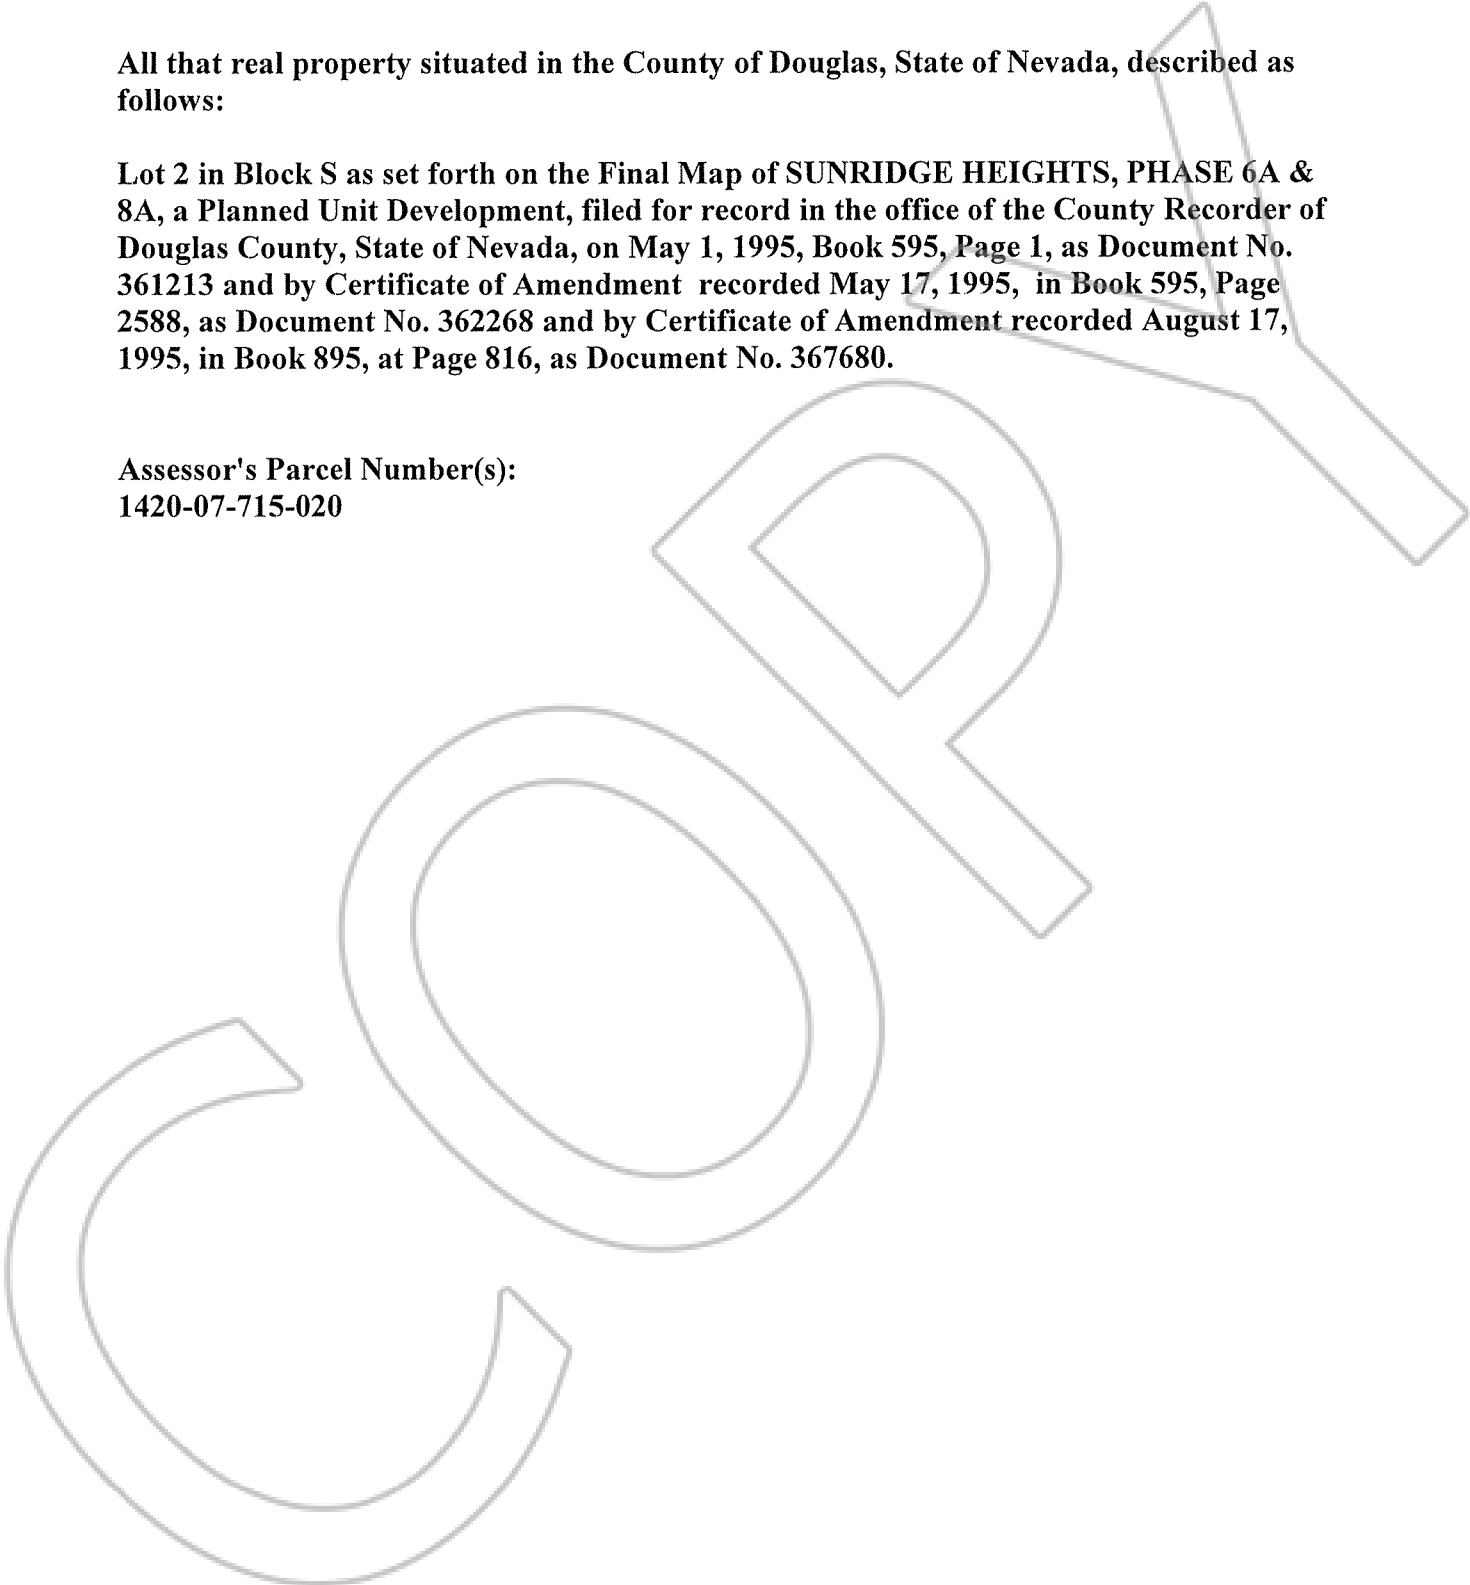 All that real property situated in the County of Douglas, State of Nevada, described as
follows:
Lot 2 in Block S as set forth on the Final Map of SUNRIDGE HEIGHTS, PHASE 6A &
8A, a Planned Unit Development, filed for record in the office of the County Recorder of
Douglas County, State of Nevada, on May 1, 1995, Book 595, Page 1, as Document No.
361213 and by Certificate of Amendment  recorded May 17, 1995,  in Book 595, Page
2588, as Document No. 362268 and by Certificate of Amendment recorded August 17,
1995, in Book 895, at Page 816, as Document No. 367680.
Assessor's Parcel Number(s):
1420-07-715-020
COPY